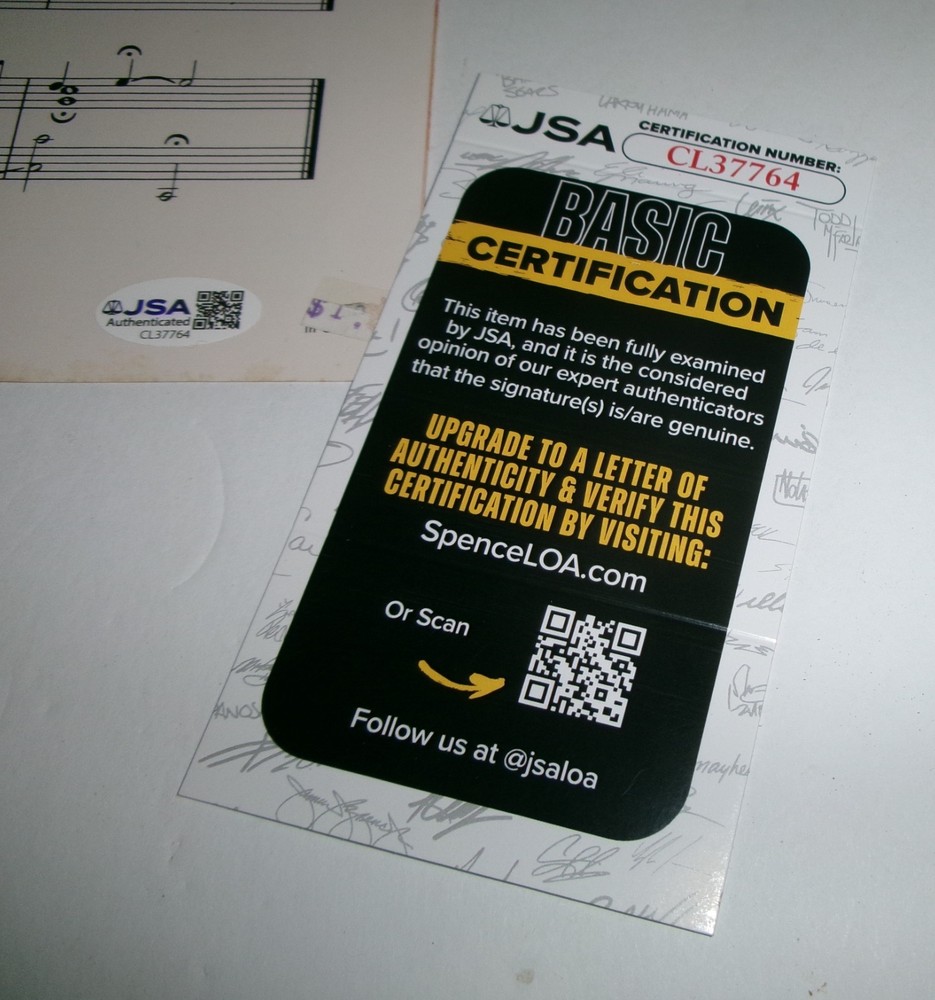 JSA
Authenticated
CL37764
$1.
JSA
CERTIFICATION NUMBER:
CL37764
BASIC
CERTIFICATION
This item has been fully examined
by JSA, and it is the considered
opinion of our expert authenticators
that the signature(s) is/are genuine.
UPGRADE TO A LETTER OF
AUTHENTICITY & VERIFY THIS
CERTIFICATION BY VISITING:
SpenceLOA.com
Or Scan
Follow us at @jsaloa